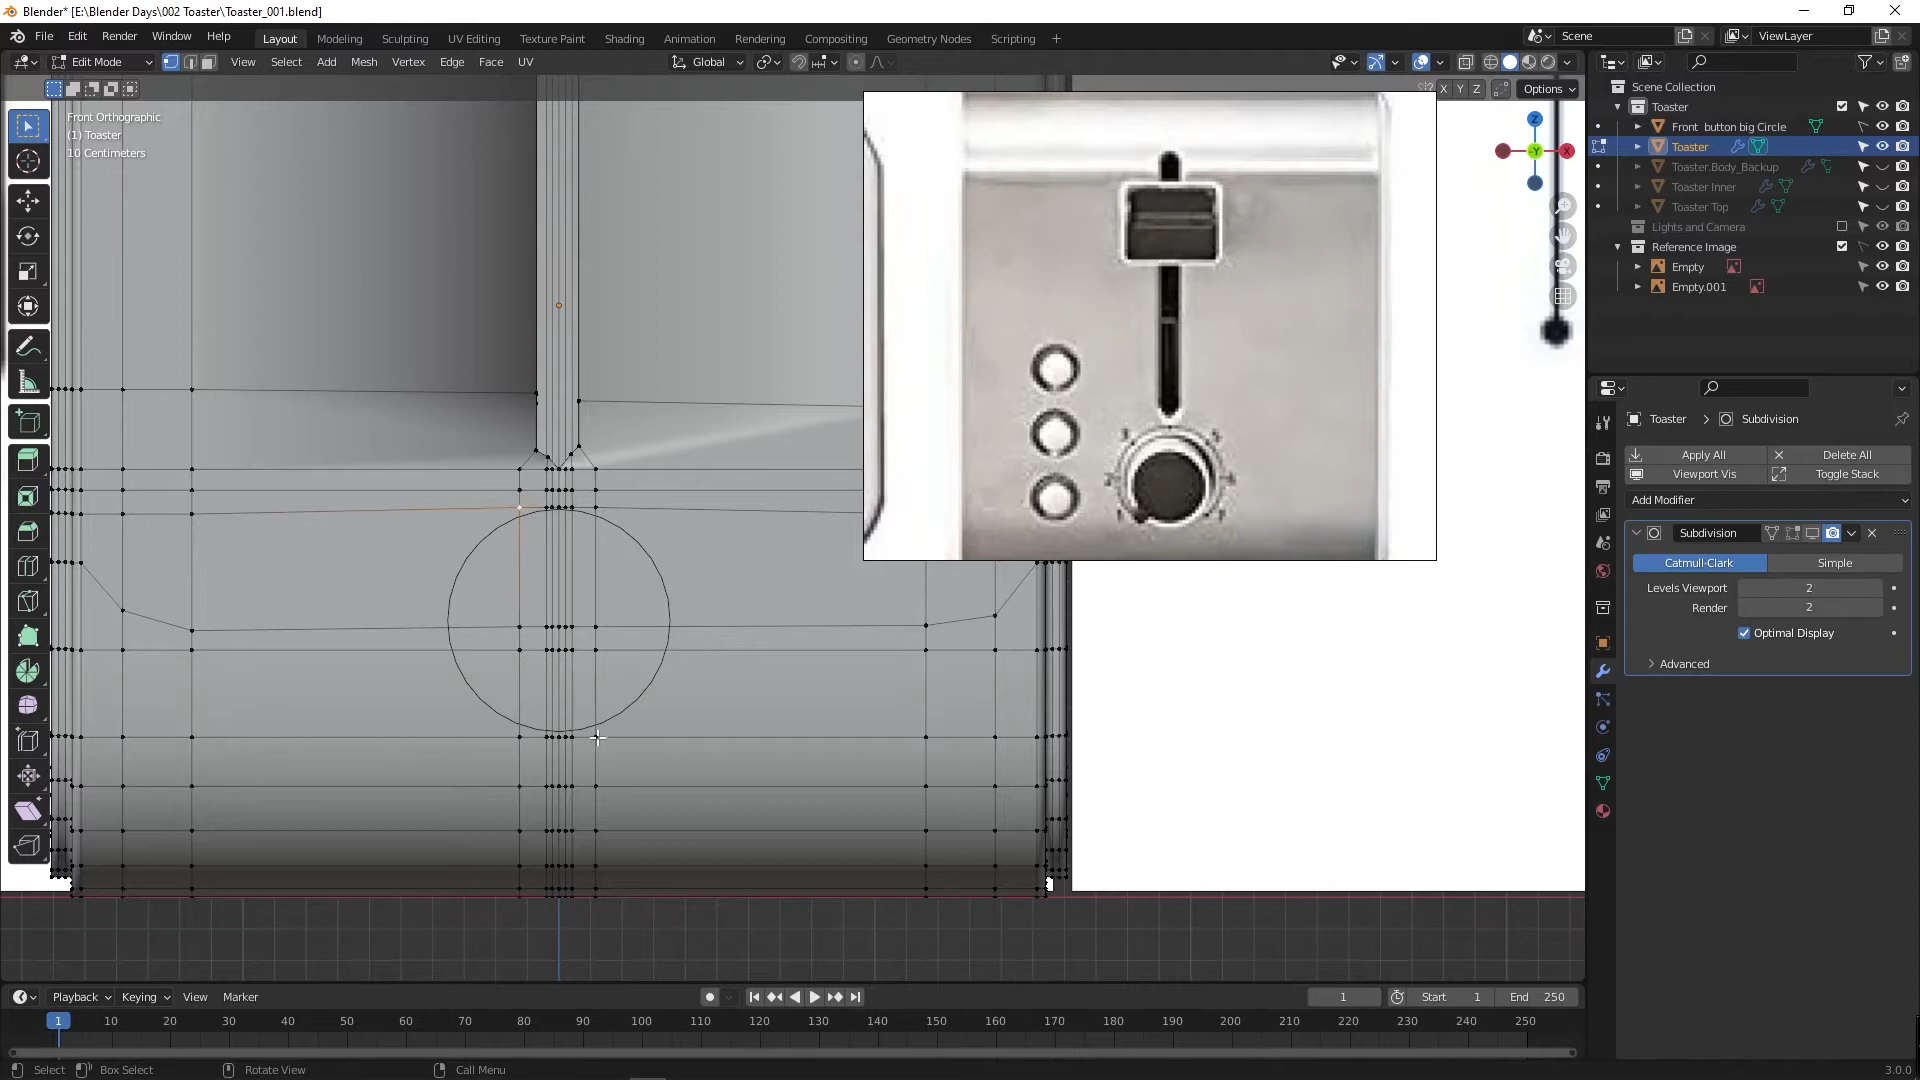 Blender* [E:\Blender Days\002 Toaster\Toaster_001.blend]
File Edit Render Window Help Layout Modeling Sculpting UV Editing Texture Paint Shading Animation Rendering Compositing Geometry Nodes Scripting + Scene ViewLayer
Edit Mode View Select Add Mesh Vertex Edge Face UV Global
X Y Z Options
Front Orthographic
(1) Toaster
10 Centimeters
Z
-Y X
Scene Collection
Toaster
Front button big Circle
Toaster
Toaster.Body_Backup
Toaster Inner
Toaster Top
Lights and Camera
Reference Image
Empty
Empty.001
Toaster Subdivision
Apply All Delete All
Viewport Vis Toggle Stack
Add Modifier
Subdivision
Catmull-Clark Simple
Levels Viewport 2
Render 2
Optimal Display
Advanced
Playback Keying View Marker 1 Start 1 End 250
1 10 20 30 40 50 60 70 80 90 100 110 120 130 140 150 160 170 180 190 200 210 220 230 240 250
Select Box Select Rotate View Call Menu 3.0.0